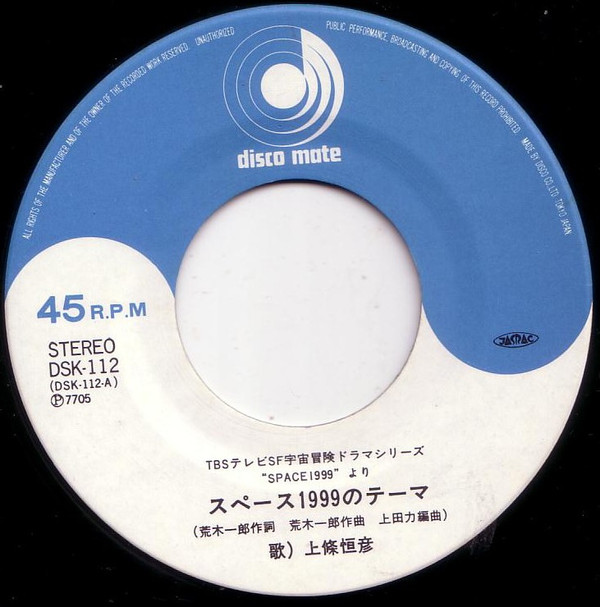 ALL RIGHTS OF THE MANUFACTURER AND OF THE OWNER OF THE RECORDED WORK RESERVED UNAUTHORIZED PUBLIC PERFORMANCE, BROADCASTING AND COPYING OF THIS RECORD PROHIBITED MADE BY DISCO CO. LTD. TOKYO JAPAN
disco mate
45 R.P.M
JASRAC
STEREO
DSK-112
(DSK-112-A)
Ⓟ7705
TBSテレビSF宇宙冒険ドラマシリーズ
"SPACE1999"より
スペース1999のテーマ
(荒木一郎作詞 荒木一郎作曲 上田力編曲)
歌) 上條恒彦